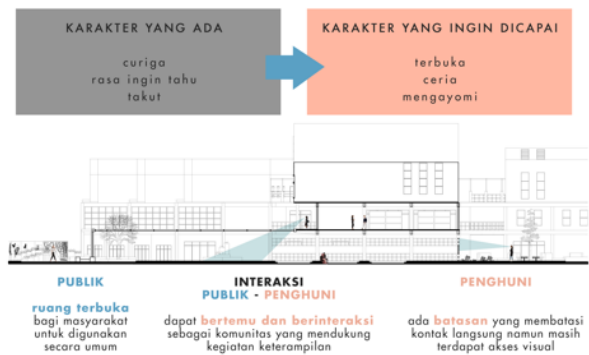 KARAKTER YANG ADA
curiga
rasa ingin tahu
takut
KARAKTER YANG INGIN DICAPAI
terbuka
ceria
mengayomi
PUBLIK
ruang terbuka
bagi masyarakat
untuk digunakan
secara umum
INTERAKSI
PUBLIK - PENGHUNI
dapat bertemu dan berinteraksi
sebagai komunitas yang mendukung
kegiatan keterampilan
PENGHUNI
ada batasan yang membatasi
kontak langsung namun masih
terdapat akses visual